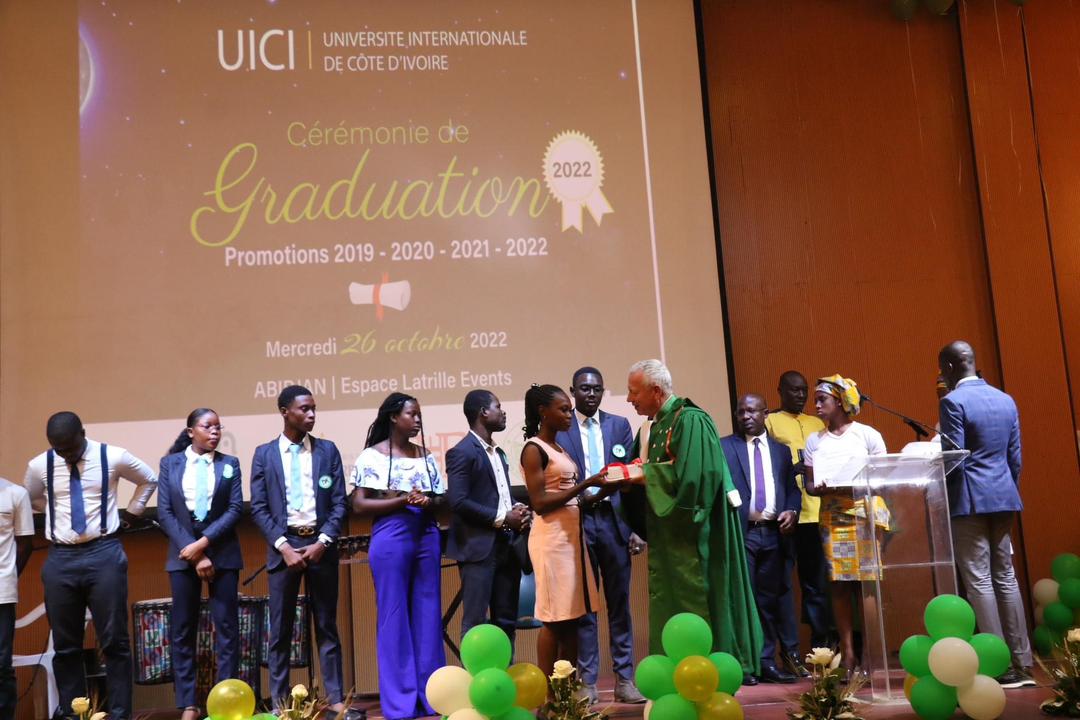 UICI
UNIVERSITE INTERNATIONALE
DE CÔTE D'IVOIRE
Cérémonie de
Graduation
2022
Promotions 2019 - 2020 - 2021 - 2022
Mercredi 26 octobre 2022
ABIDJAN | Espace Latrille Events